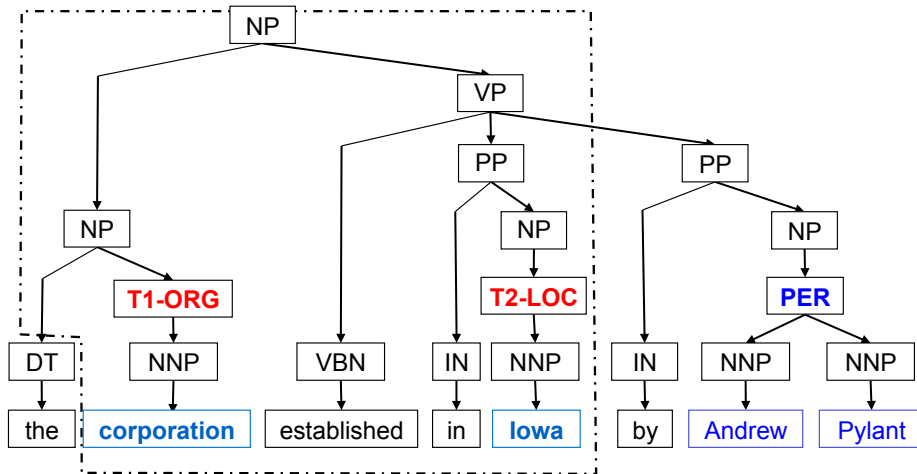 NP
VP
PP PP
NP NP NP
T1-ORG T2-LOC PER
DT NNP VBN IN NNP IN NNP NNP
the corporation established in Iowa by Andrew Pylant